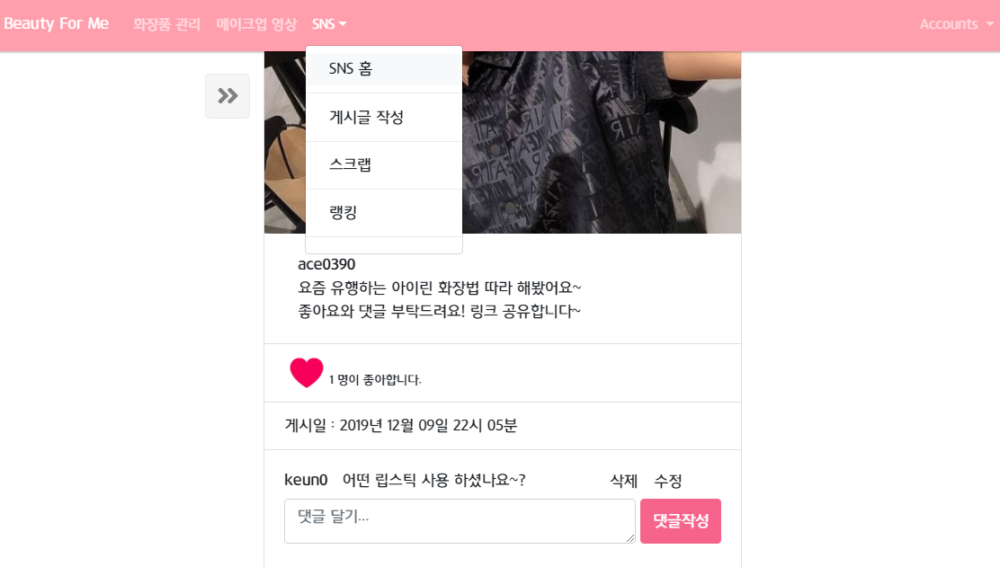 Beauty For Me 화장품 관리 메이크업 영상 SNS Accounts
SNS 홈
게시글 작성
스크랩
랭킹
ace0390
요즘 유행하는 아이린 화장법 따라 해봤어요~
좋아요와 댓글 부탁드려요! 링크 공유합니다~
1 명이 좋아합니다.
게시일 : 2019년 12월 09일 22시 05분
keun0 어떤 립스틱 사용 하셨나요~? 삭제 수정
댓글 달기...
댓글작성